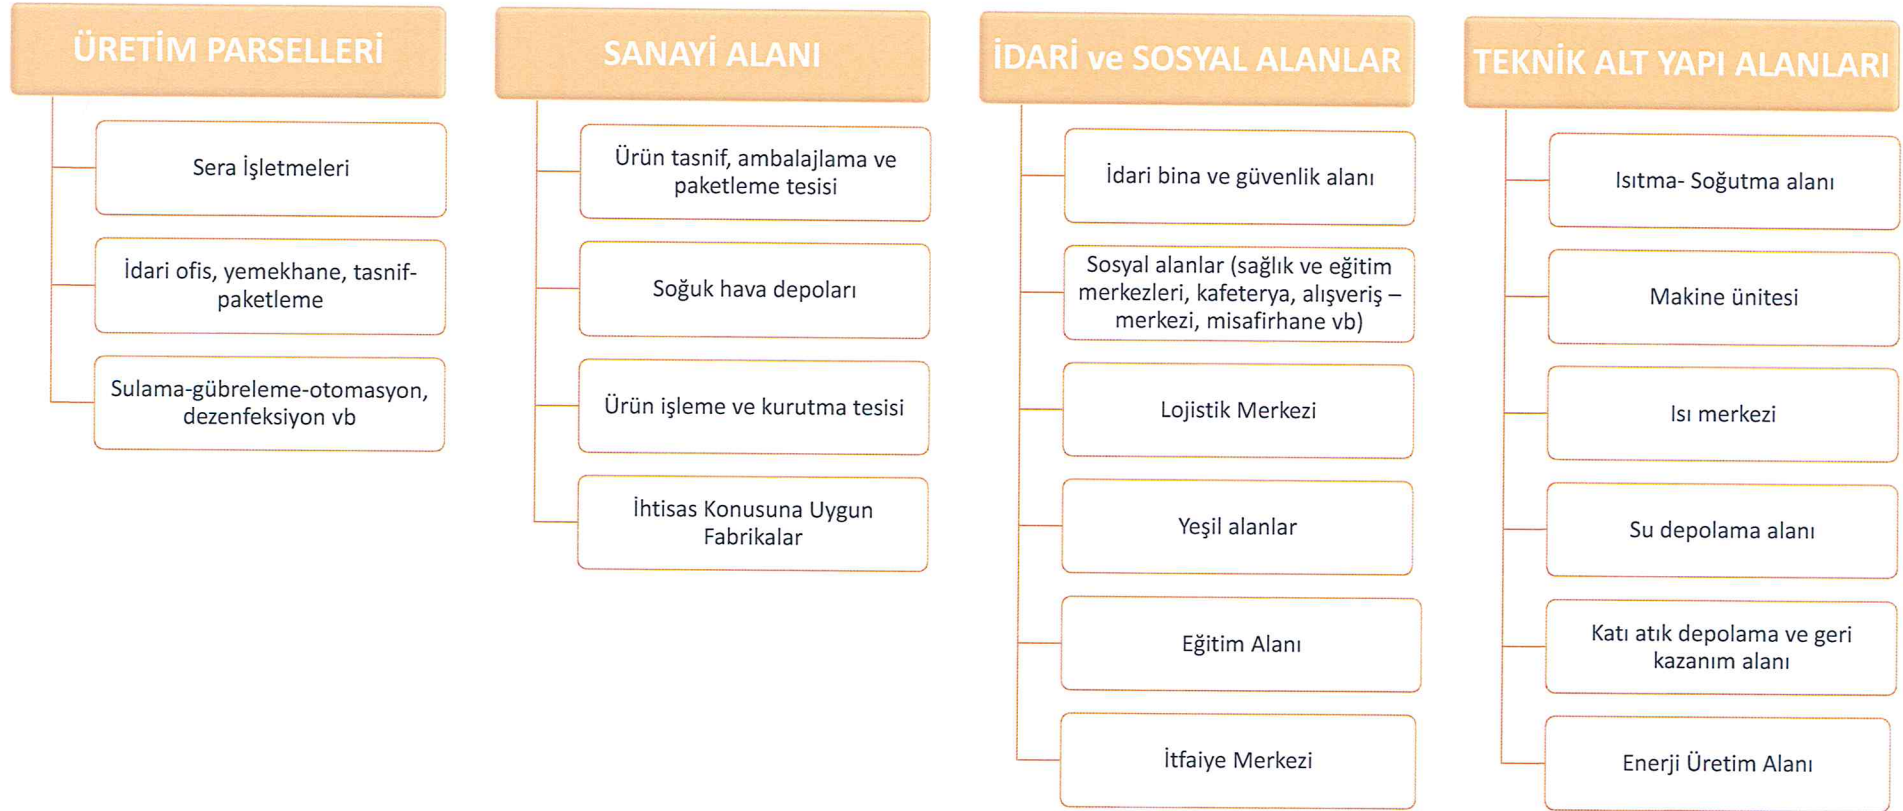 ÜRETİM PARSELLERİ
Sera İşletmeleri
İdari ofis, yemekhane, tasnif-
paketleme
Sulama-gübreleme-otomasyon,
dezenfeksiyon vb
SANAYİ ALANI
Ürün tasnif, ambalajlama ve
paketleme tesisi
Soğuk hava depoları
Ürün işleme ve kurutma tesisi
İhtisas Konusuna Uygun
Fabrikalar
İDARİ ve SOSYAL ALANLAR
İdari bina ve güvenlik alanı
Sosyal alanlar (sağlık ve eğitim
merkezleri, kafeterya, alışveriş –
merkezi, misafirhane vb)
Lojistik Merkezi
Yeşil alanlar
Eğitim Alanı
İtfaiye Merkezi
TEKNİK ALT YAPI ALANLARI
Isıtma- Soğutma alanı
Makine ünitesi
Isı merkezi
Su depolama alanı
Katı atık depolama ve geri
kazanım alanı
Enerji Üretim Alanı